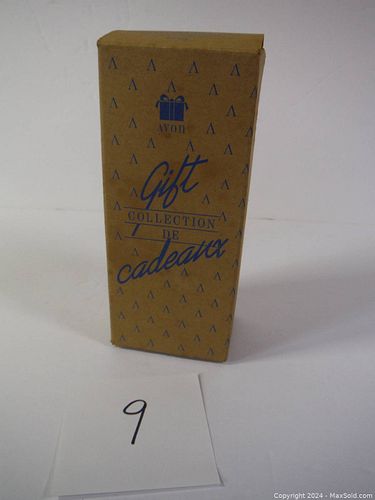 AVON
Gift
COLLECTION
DE
cadeaux
9
Copyright © 2024 - MaxSold.com